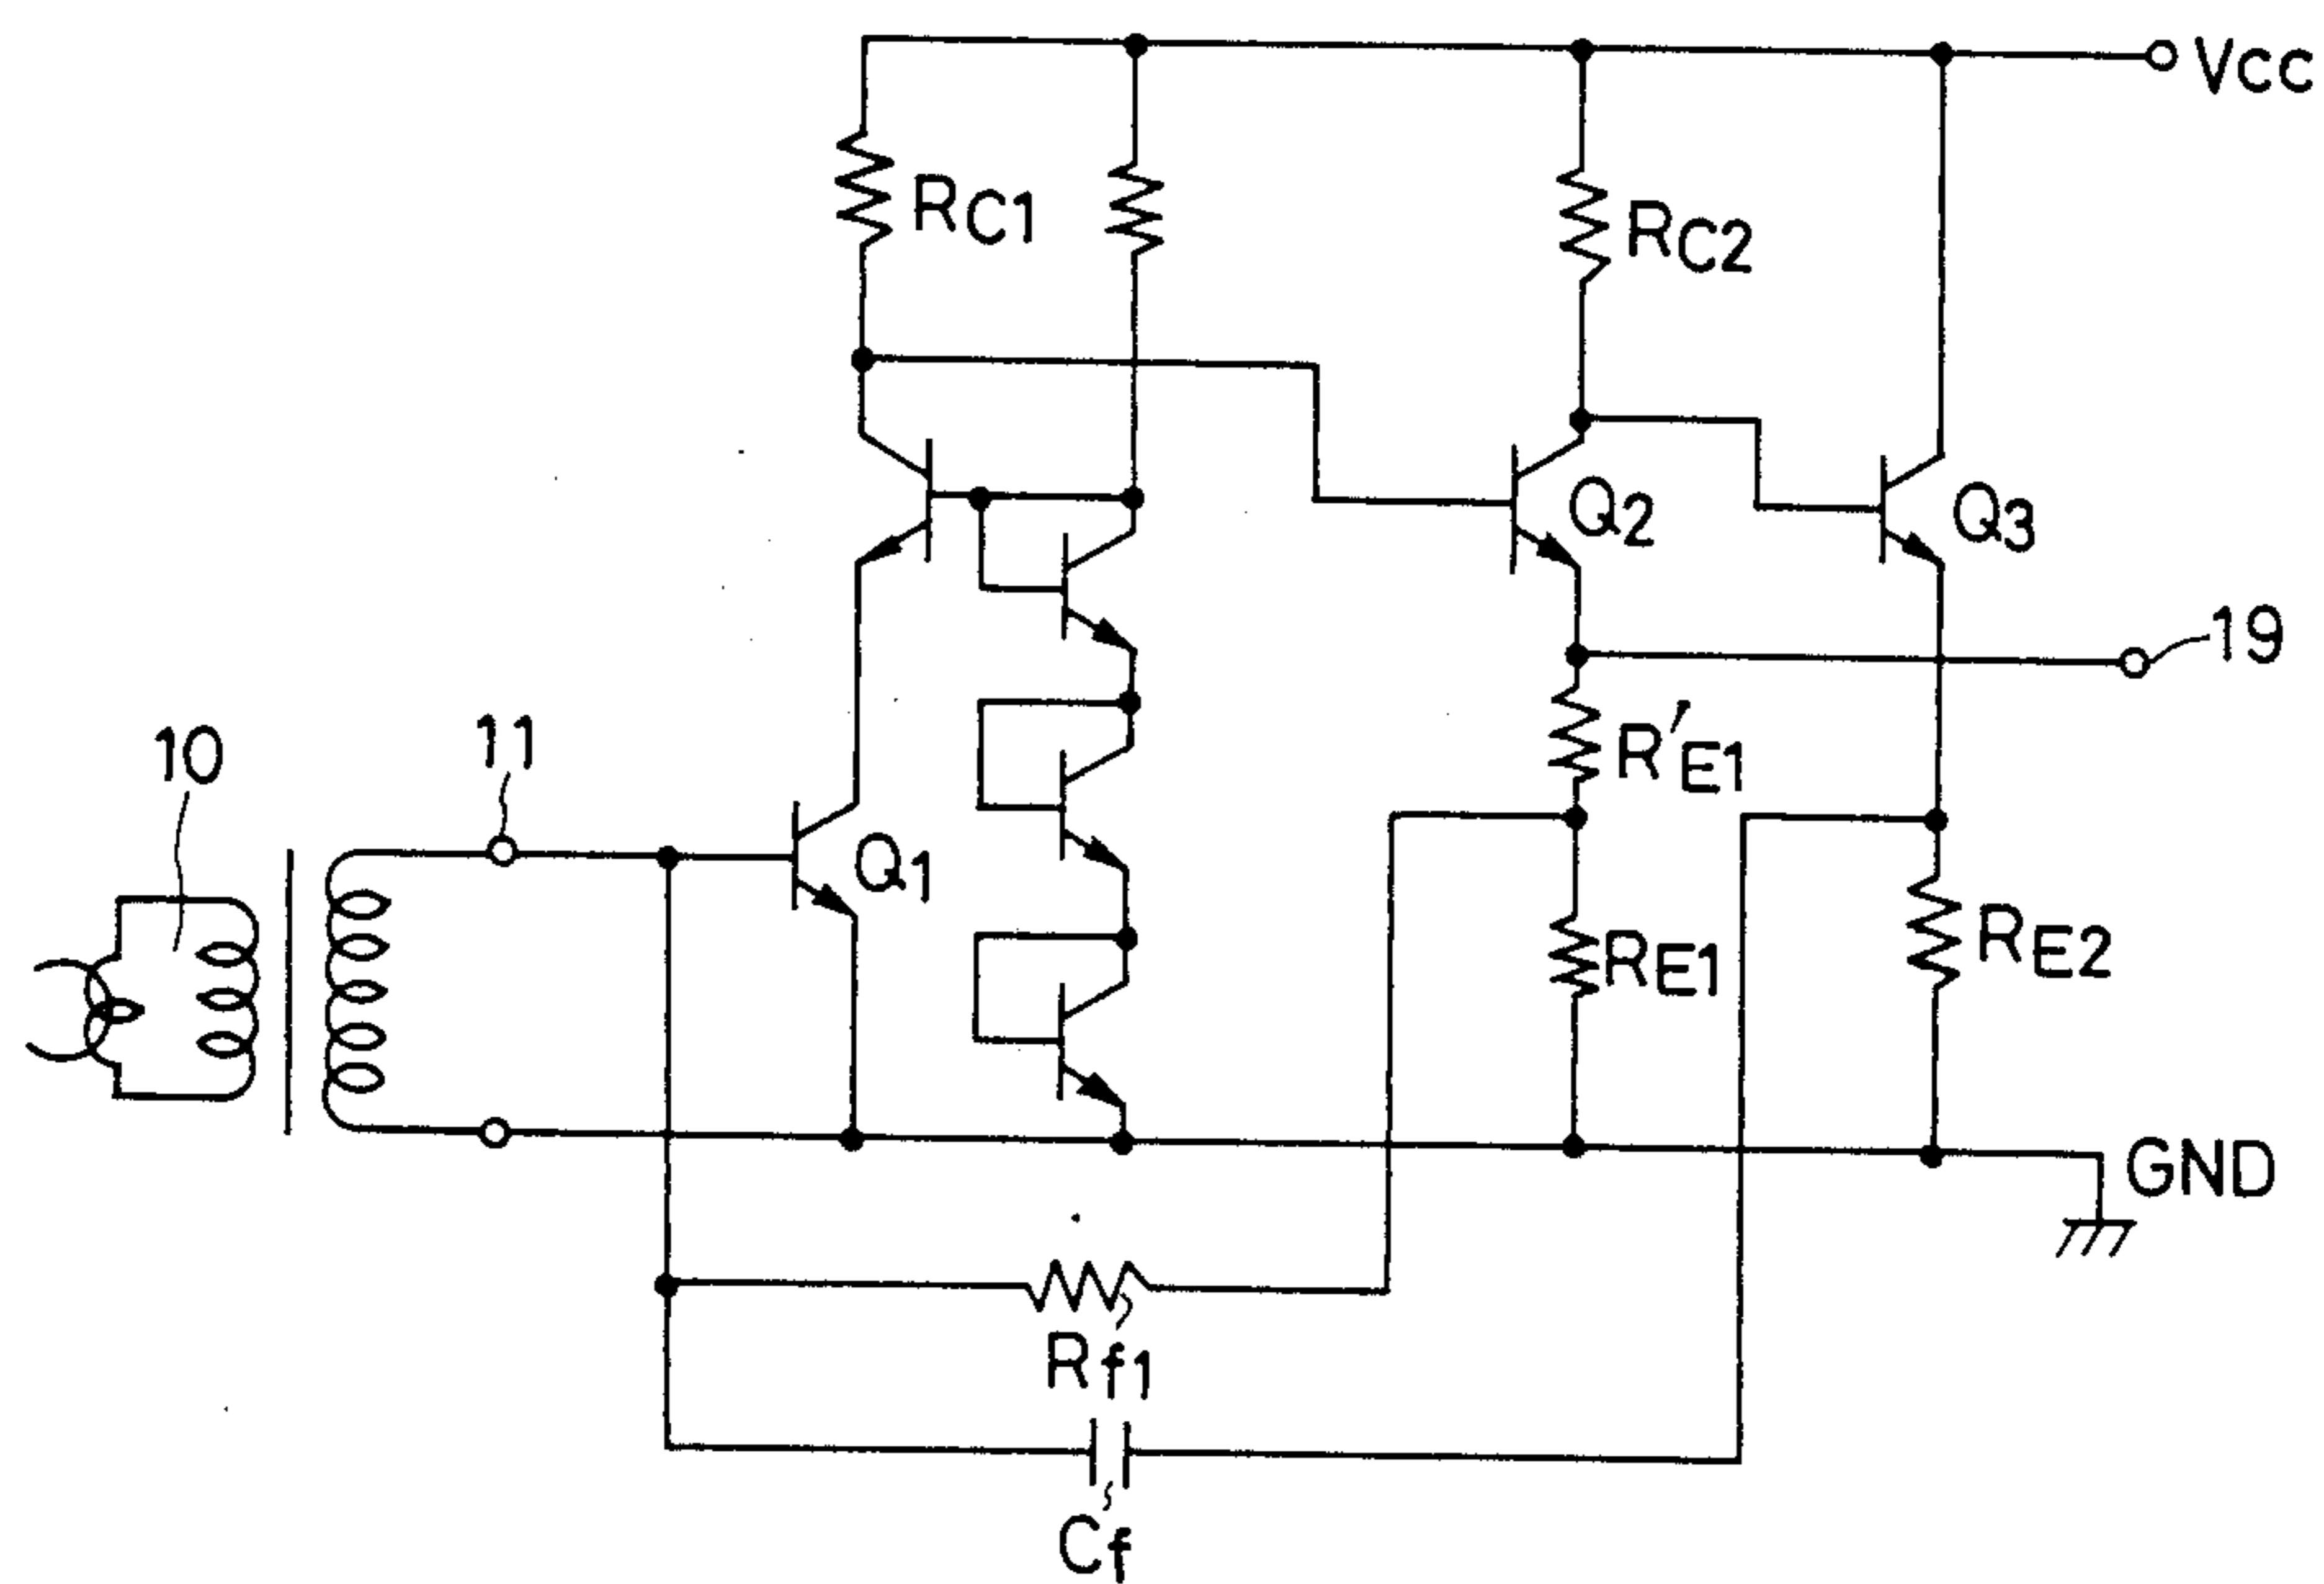 Vcc
RC1
RC2
Q2
Q3
19
R'E1
10
11
Q1
RE1
RE2
GND
Rf1
Cf